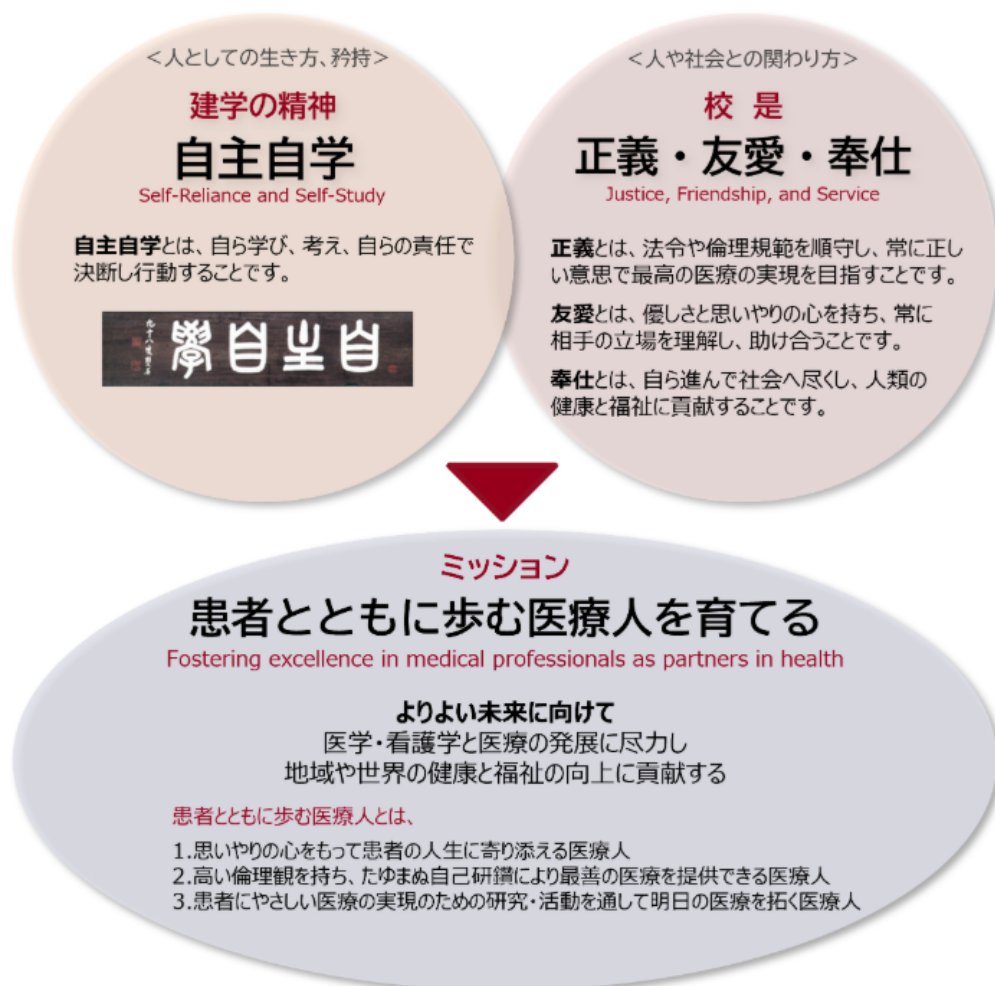 <人としての生き方、矜持>
建学の精神
自主自学
Self-Reliance and Self-Study
自主自学とは、自ら学び、考え、自らの責任で
決断し行動することです。
學自主自
<人や社会との関わり方>
校 是
正義・友愛・奉仕
Justice, Friendship, and Service
正義とは、法令や倫理規範を順守し、常に正し
い意思で最高の医療の実現を目指すことです。
友愛とは、優しさと思いやりの心を持ち、常に
相手の立場を理解し、助け合うことです。
奉仕とは、自ら進んで社会へ尽くし、人類の
健康と福祉に貢献することです。
ミッション
患者とともに歩む医療人を育てる
Fostering excellence in medical professionals as partners in health
よりよい未来に向けて
医学・看護学と医療の発展に尽力し
地域や世界の健康と福祉の向上に貢献する
患者とともに歩む医療人とは、
1.思いやりの心をもって患者の人生に寄り添える医療人
2.高い倫理観を持ち、たゆまぬ自己研鑽により最善の医療を提供できる医療人
3.患者にやさしい医療の実現のための研究・活動を通して明日の医療を拓く医療人